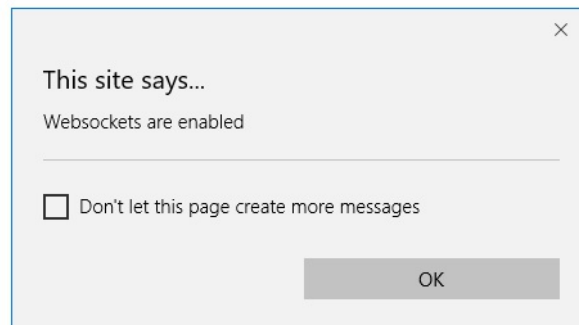 This site says...
Websockets are enabled
Don't let this page create more messages
OK